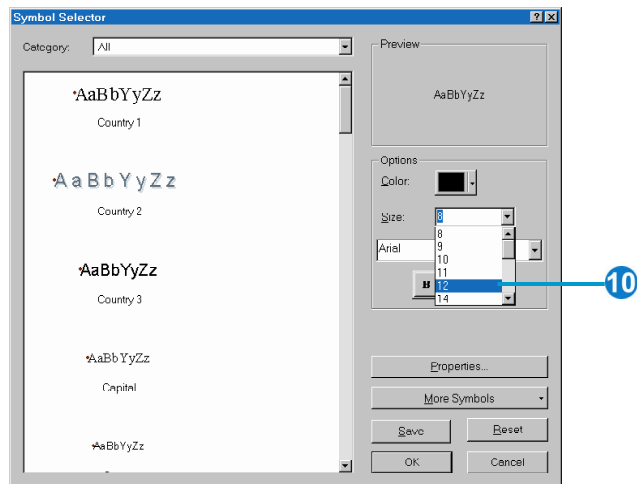 Symbol Selector
Category: All
AaBbYyZz
Country 1
AaBbYyZz
Country 2
AaBbYyZz
Country 3
AaBbYyZz
Capital
AaBbYyZz
Preview
AaBbYyZz
Options
Color:
Size: 8
8
9
10
11
12
14
Arial
B
10
Properties...
More Symbols
Save Reset
OK Cancel